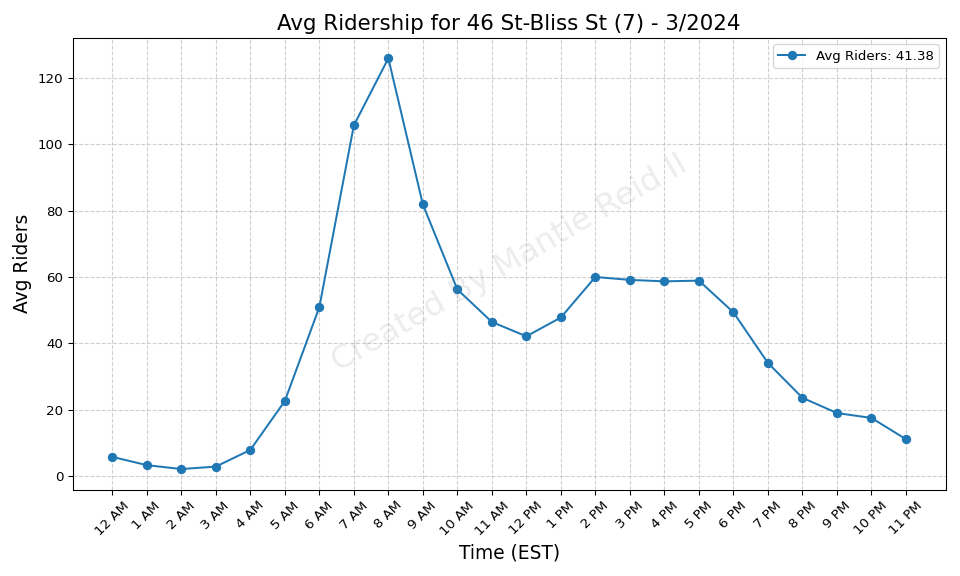 Avg Ridership for 46 St-Bliss St (7) - 3/2024
Avg Riders: 41.38
Avg Riders
120
100
80
60
40
20
0
Created By Mantle Reid II
12 AM
1 AM
2 AM
3 AM
4 AM
5 AM
6 AM
7 AM
8 AM
9 AM
10 AM
11 AM
12 PM
1 PM
2 PM
3 PM
4 PM
5 PM
6 PM
7 PM
8 PM
9 PM
10 PM
11 PM
Time (EST)